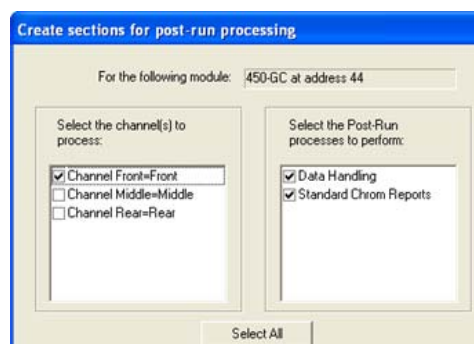 Create sections for post-run processing
For the following module: 450-GC at address 44
Select the channel(s) to process:
Channel Front=Front
Channel Middle=Middle
Channel Rear=Rear
Select the Post-Run processes to perform:
Data Handling
Standard Chrom Reports
Select All